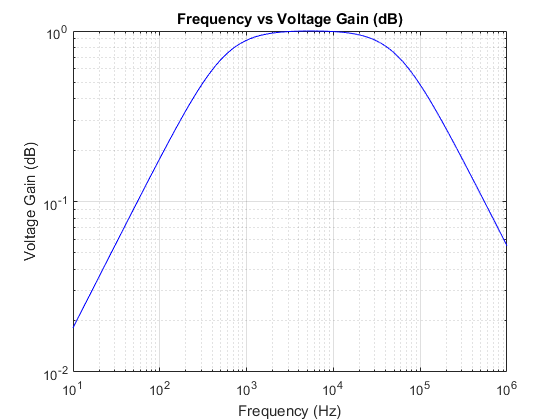 Frequency vs Voltage Gain (dB)
10^0
10^-1
10^-2
Voltage Gain (dB)
10^1 10^2 10^3 10^4 10^5 10^6
Frequency (Hz)